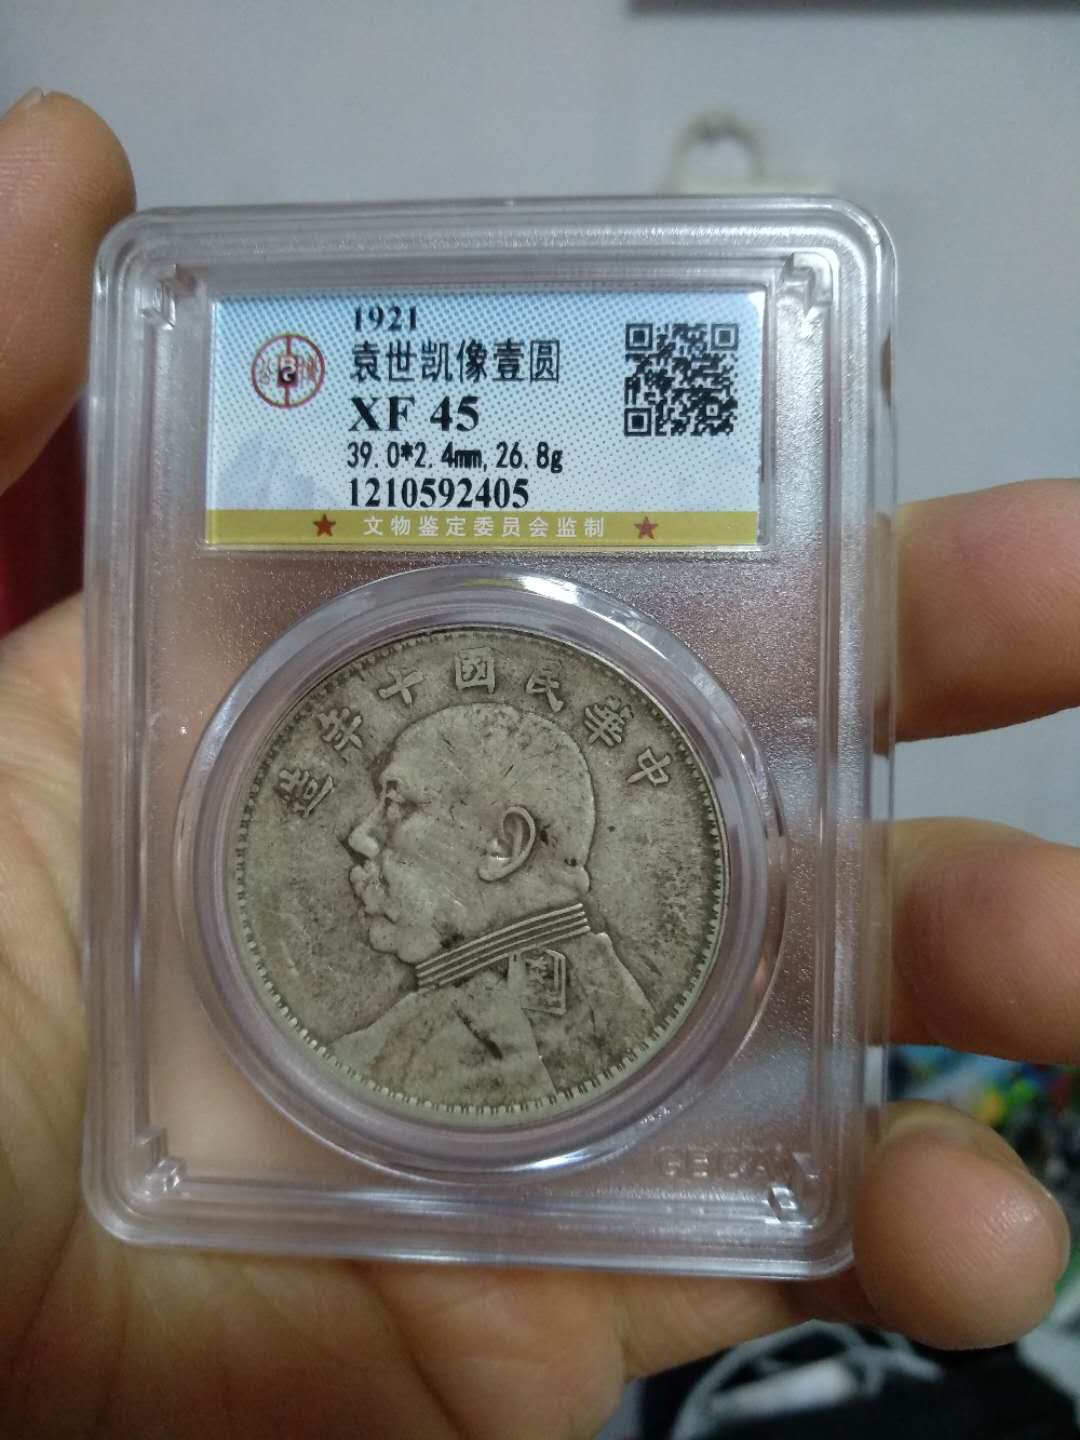 1921
袁世凯像壹圆
XF 45
39.0*2.4mm,26.8g
1210592405
文物鉴定委员会监制
造年十國民華中